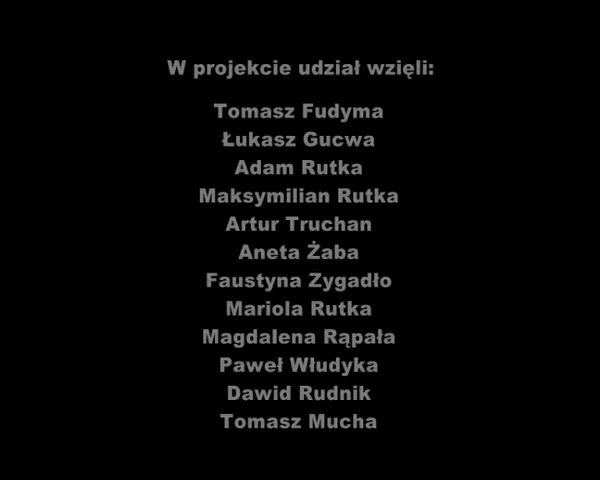 W projekcie udział wzięli:
Tomasz Fudyma
Łukasz Gucwa
Adam Rutka
Maksymilian Rutka
Artur Truchan
Aneta Żaba
Faustyna Zygadło
Mariola Rutka
Magdalena Rąpała
Paweł Włudyka
Dawid Rudnik
Tomasz Mucha